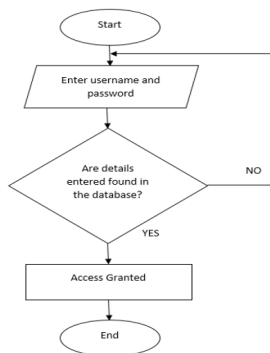 Start
Enter username and
password
Are details
entered found in
the database?
NO
YES
Access Granted
End